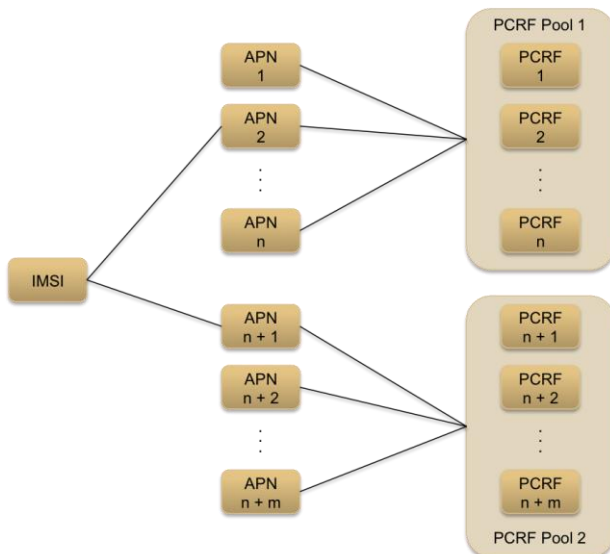 PCRF Pool 1
APN
1
PCRF
1
APN
2
PCRF
2
APN
n
PCRF
n
IMSI
APN
n + 1
PCRF
n + 1
APN
n + 2
PCRF
n + 2
APN
n + m
PCRF
n + m
PCRF Pool 2